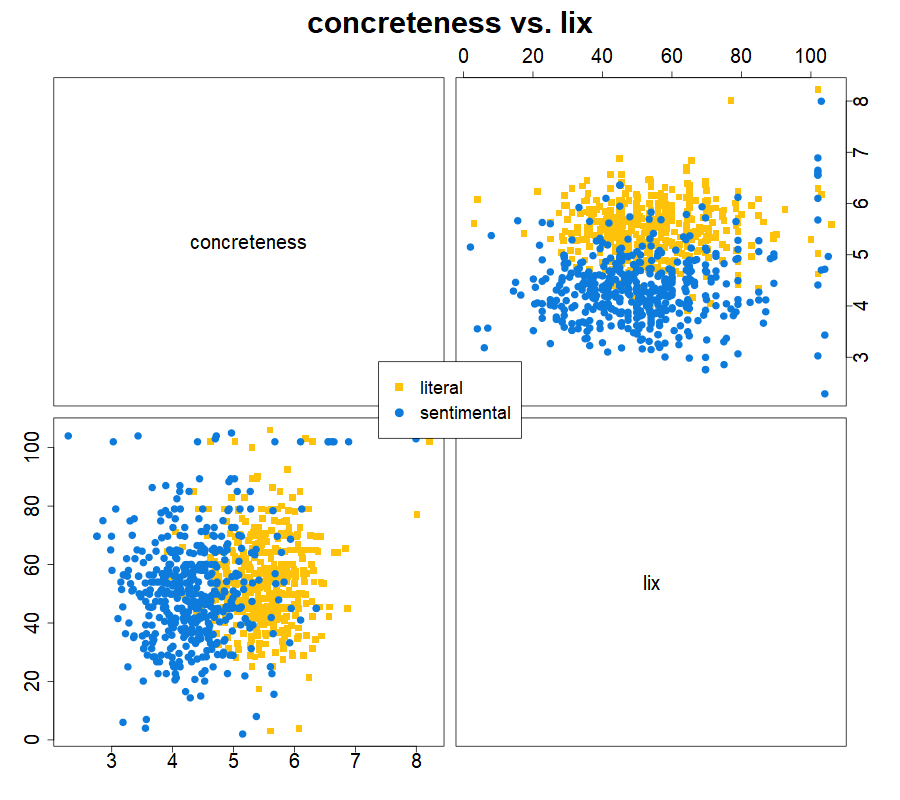 concreteness vs. lix
0 20 40 60 80 100
concreteness
8
7
6
5
4
3
literal
sentimental
100
80
60
40
20
0
lix
3 4 5 6 7 8